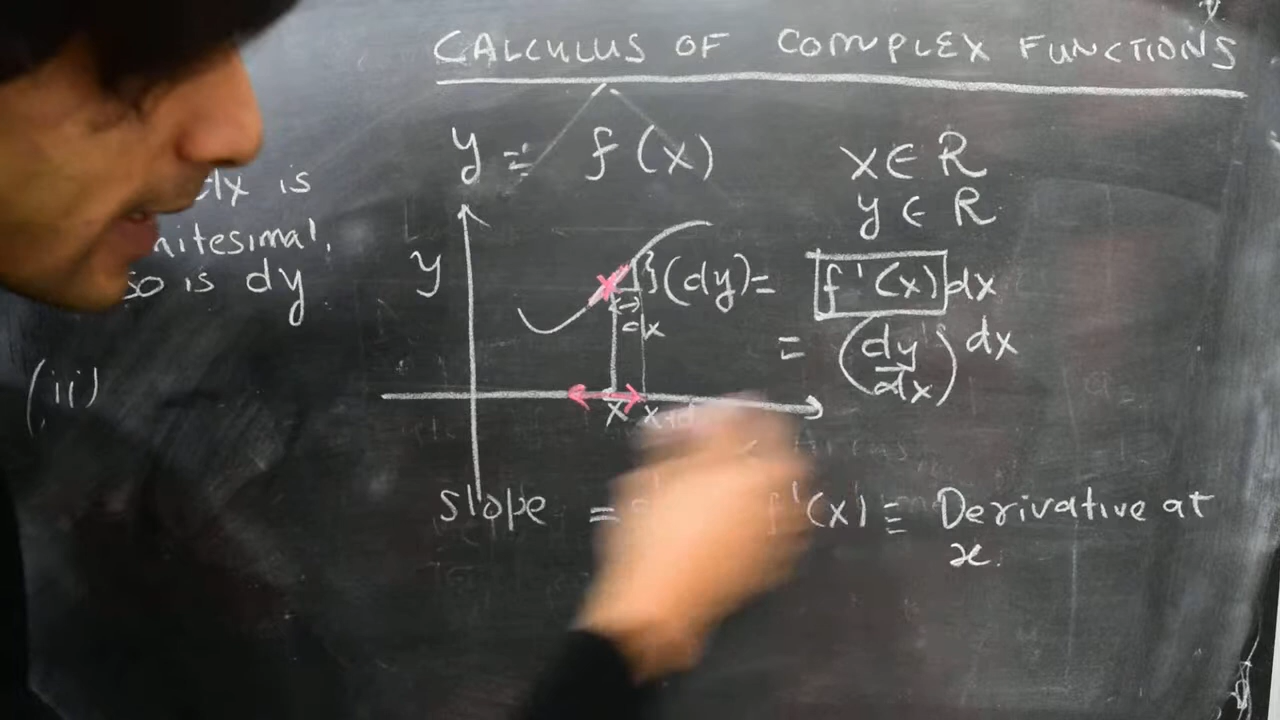 CALCULUS OF COMPLEX FUNCTIONS
y = f(x)
x ∈ R
y ∈ R
dx is
nitesimal,
so is dy
(ii)
y
(dy) = f'(x) dx
dx
= (dy/dx) dx
x x+d
slope =
f'(x) ≡ Derivative at
x.